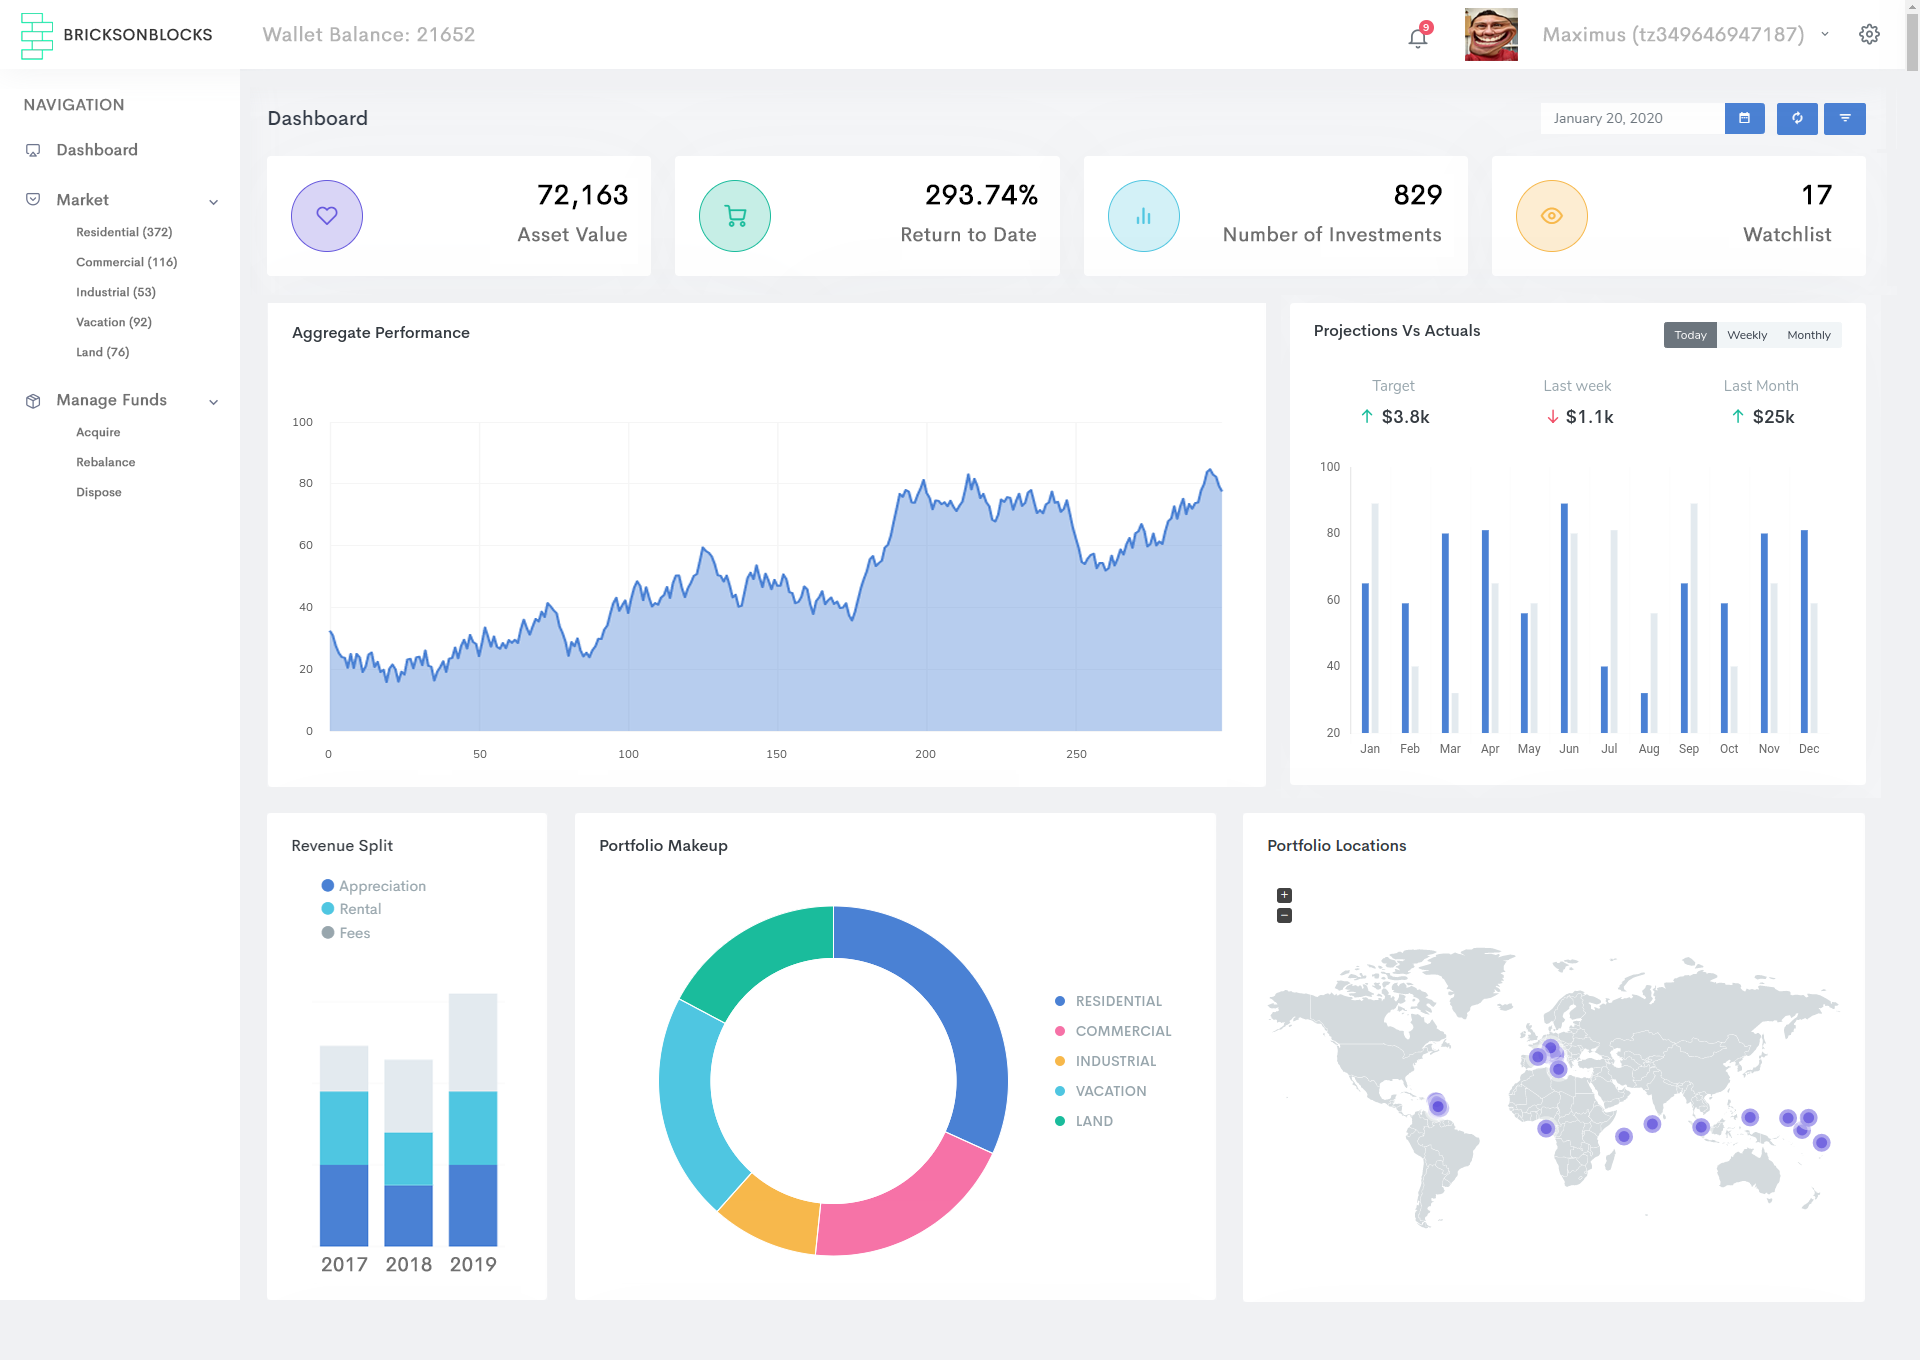 BRICKSONBLOCKS
Wallet Balance: 21652
9
Maximus (tz349646947187)
NAVIGATION
Dashboard
Market
Residential (372)
Commercial (116)
Industrial (53)
Vacation (92)
Land (76)
Manage Funds
Acquire
Rebalance
Dispose
Dashboard
January 20, 2020
72,163
Asset Value
293.74%
Return to Date
829
Number of Investments
17
Watchlist
Aggregate Performance
100
80
60
40
20
0
0 50 100 150 200 250
Projections Vs Actuals
Today Weekly Monthly
Target Last week Last Month
$3.8k $1.1k $25k
100
80
60
40
20
Jan Feb Mar Apr May Jun Jul Aug Sep Oct Nov Dec
Revenue Split
Appreciation
Rental
Fees
2017 2018 2019
Portfolio Makeup
RESIDENTIAL
COMMERCIAL
INDUSTRIAL
VACATION
LAND
Portfolio Locations
+
−